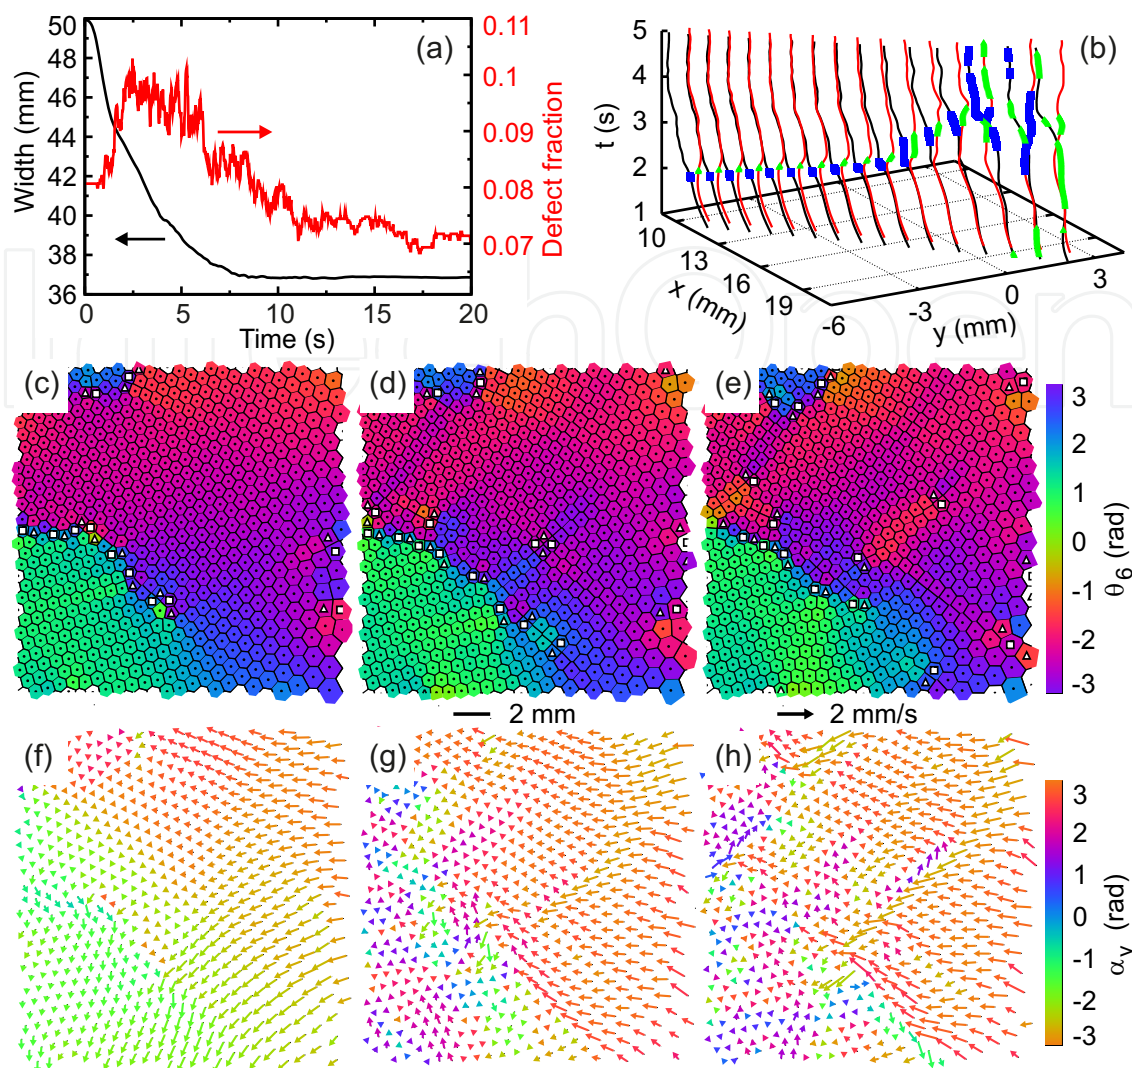 (a)
Width (mm)
50
48
46
44
42
40
38
36
0
5
10
15
20
Time (s)
0.11
0.1
0.09
0.08
0.07
Defect fraction
(b)
t (s)
5
4
3
2
1
10
13
16
19
x (mm)
-6
-3
0
3
y (mm)
(c)
(d)
(e)
3
2
1
0
-1
-2
-3
θ6 (rad)
2 mm
2 mm/s
(f)
(g)
(h)
3
2
1
0
-1
-2
-3
αv (rad)